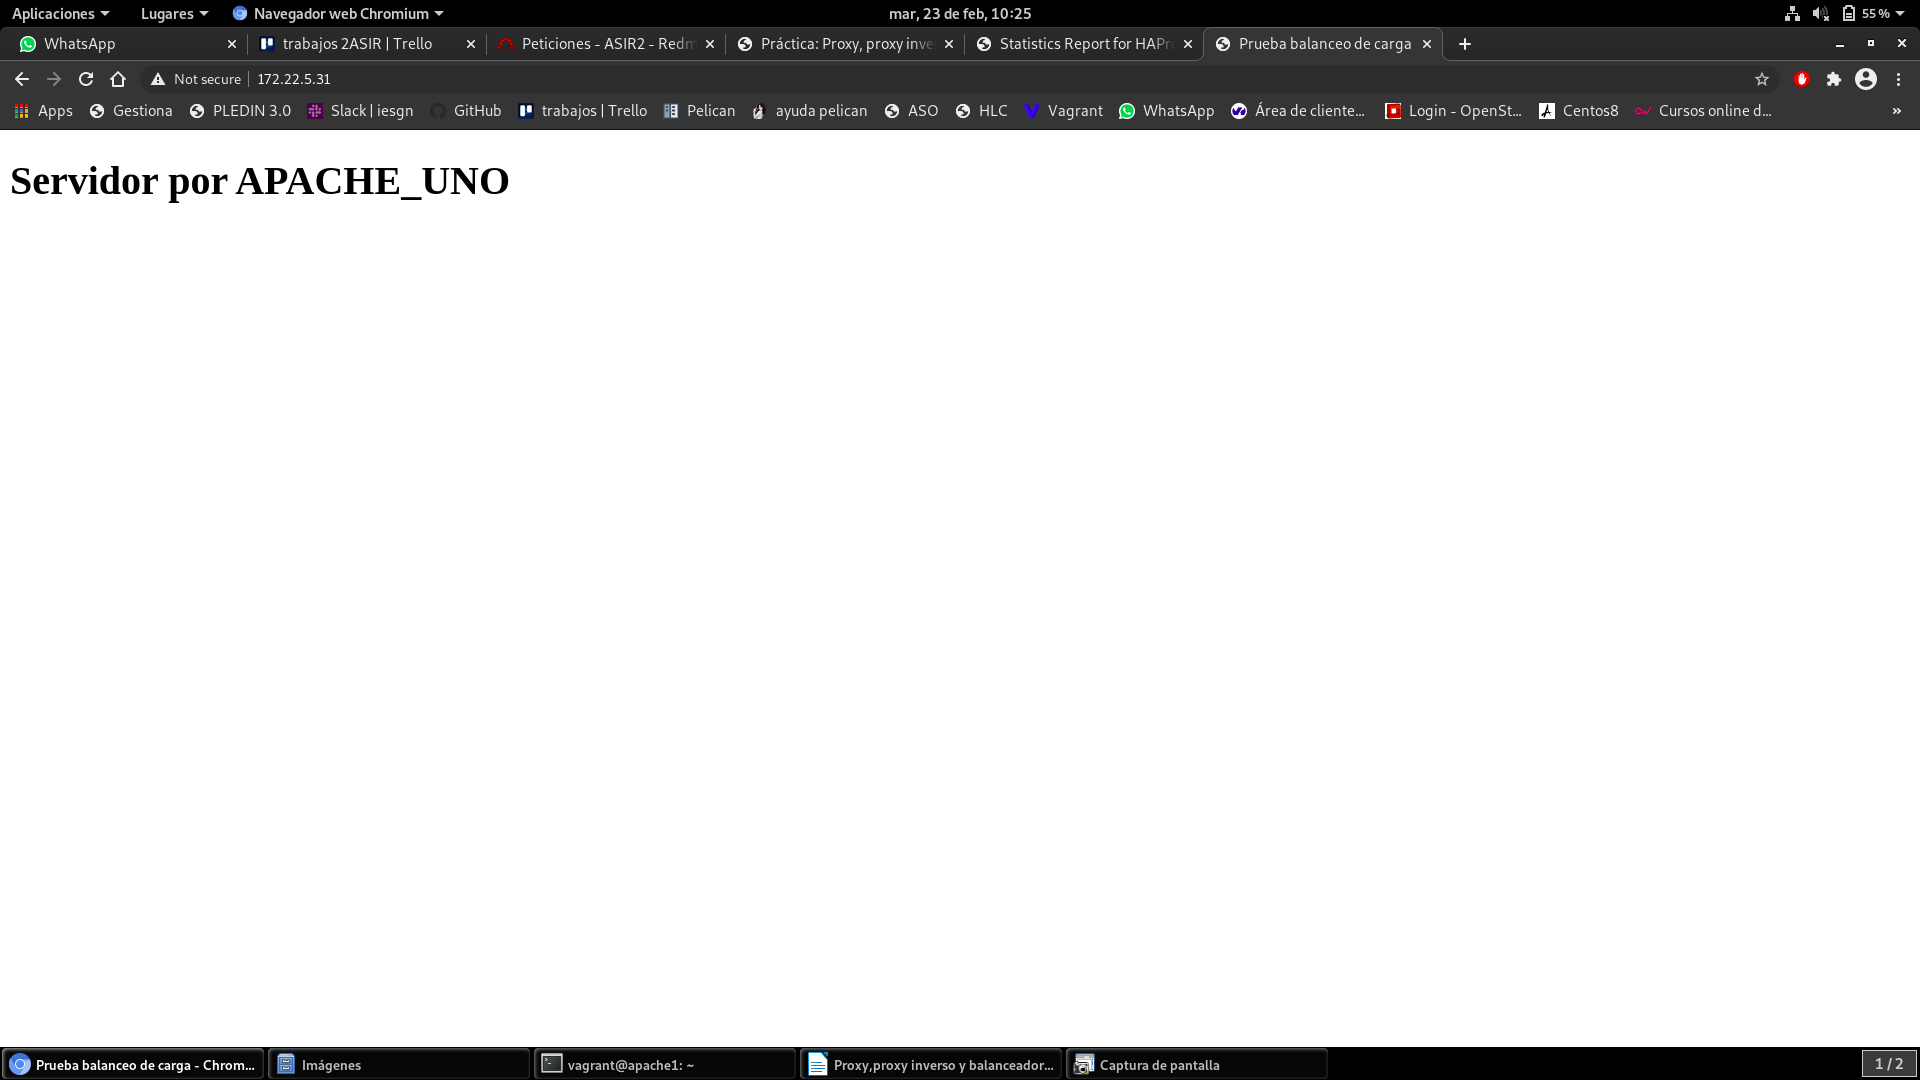 Aplicaciones Lugares Navegador web Chromium mar, 23 de feb, 10:25 55 %
WhatsApp trabajos 2ASIR | Trello Peticiones - ASIR2 - Redm Práctica: Proxy, proxy inve Statistics Report for HAPr Prueba balanceo de carga
Not secure 172.22.5.31
Apps Gestiona PLEDIN 3.0 Slack | iesgn GitHub trabajos | Trello Pelican ayuda pelican ASO HLC Vagrant WhatsApp Área de cliente... Login - OpenSt... Centos8 Cursos online d... »
Servidor por APACHE_UNO
Prueba balanceo de carga - Chrom... Imágenes vagrant@apache1: ~ Proxy,proxy inverso y balanceador... Captura de pantalla 1 / 2